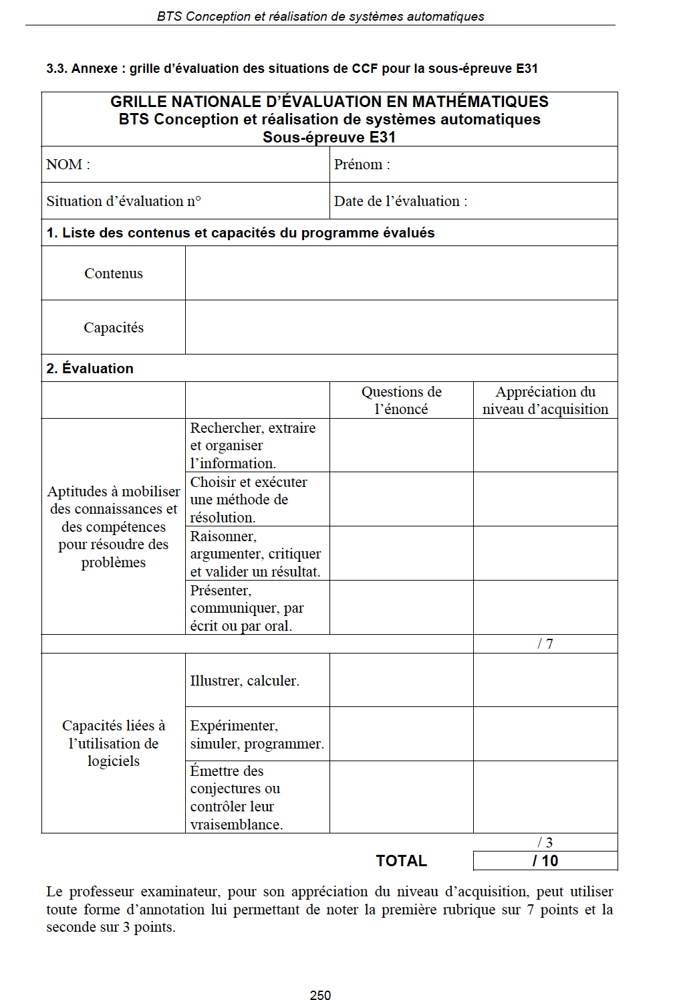 BTS Conception et réalisation de systèmes automatiques
3.3. Annexe : grille d'évaluation des situations de CCF pour la sous-épreuve E31
GRILLE NATIONALE D'ÉVALUATION EN MATHÉMATIQUES
BTS Conception et réalisation de systèmes automatiques
Sous-épreuve E31
NOM :
Prénom :
Situation d'évaluation n°
Date de l'évaluation :
1. Liste des contenus et capacités du programme évalués
Contenus
Capacités
2. Évaluation
Questions de
l'énoncé
Appréciation du
niveau d'acquisition
Aptitudes à mobiliser
des connaissances et
des compétences
pour résoudre des
problèmes
Rechercher, extraire
et organiser
l'information.
Choisir et exécuter
une méthode de
résolution.
Raisonner,
argumenter, critiquer
et valider un résultat.
Présenter,
communiquer, par
écrit ou par oral.
/ 7
Capacités liées à
l'utilisation de
logiciels
Illustrer, calculer.
Expérimenter,
simuler, programmer.
Émettre des
conjectures ou
contrôler leur
vraisemblance.
/ 3
TOTAL
/ 10
Le professeur examinateur, pour son appréciation du niveau d'acquisition, peut utiliser
toute forme d'annotation lui permettant de noter la première rubrique sur 7 points et la
seconde sur 3 points.
250